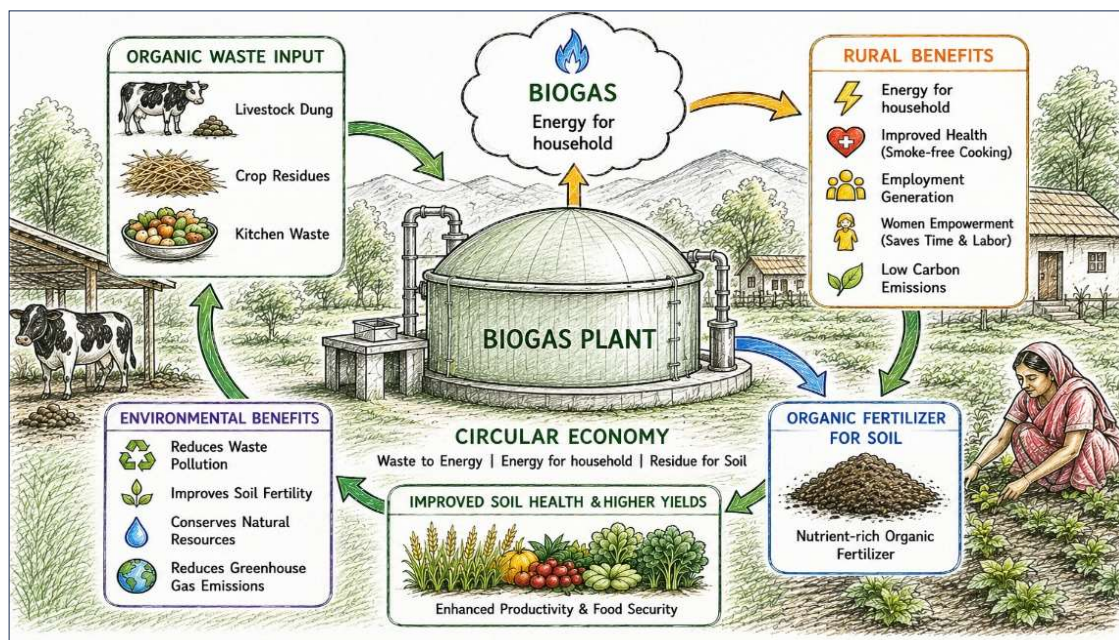 ORGANIC WASTE INPUT
Livestock Dung
Crop Residues
Kitchen Waste
BIOGAS
Energy for
household
RURAL BENEFITS
Energy for
household
Improved Health
(Smoke-free Cooking)
Employment
Generation
Women Empowerment
(Saves Time & Labor)
Low Carbon
Emissions
BIOGAS PLANT
ENVIRONMENTAL BENEFITS
Reduces Waste
Pollution
Improves Soil Fertility
Conserves Natural
Resources
Reduces Greenhouse
Gas Emissions
CIRCULAR ECONOMY
Waste to Energy | Energy for household | Residue for Soil
IMPROVED SOIL HEALTH & HIGHER YIELDS
Enhanced Productivity & Food Security
ORGANIC FERTILIZER
FOR SOIL
Nutrient-rich Organic
Fertilizer